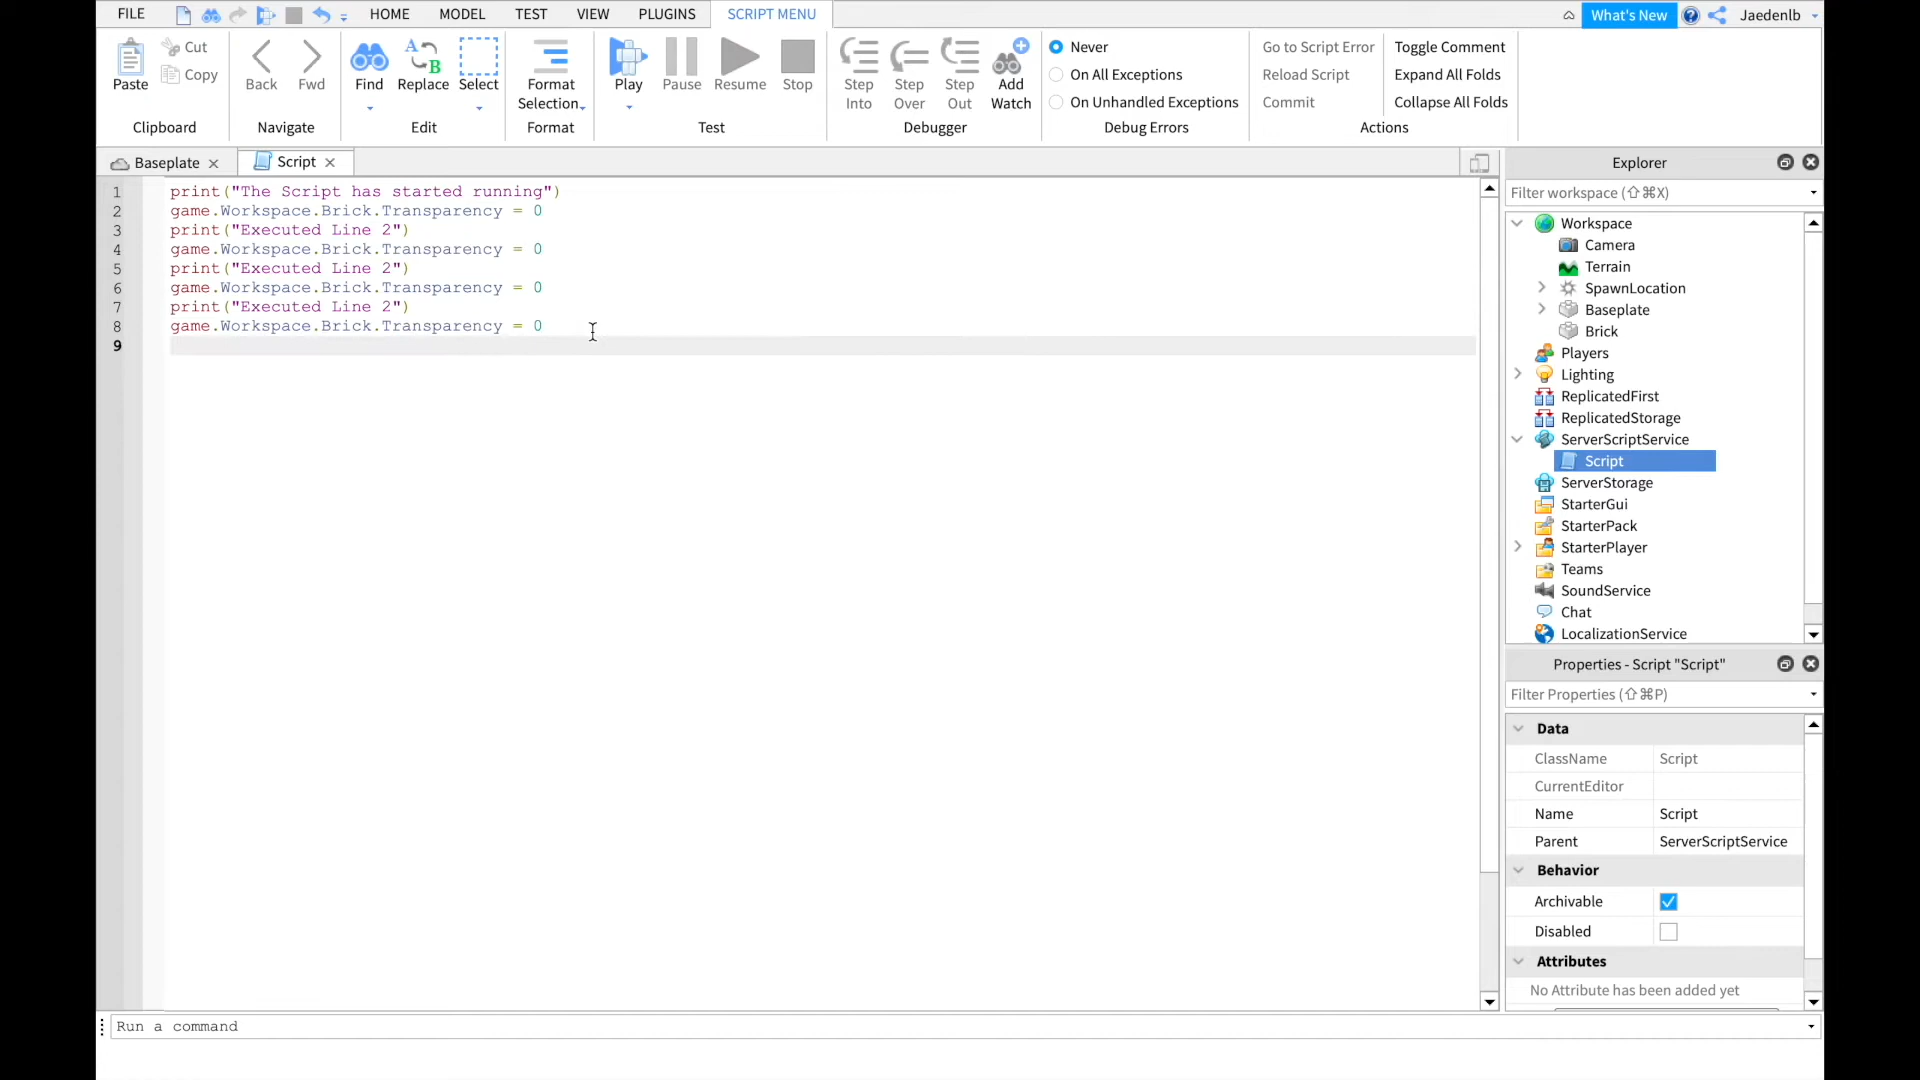 FILE HOME MODEL TEST VIEW PLUGINS SCRIPT MENU What's New Jaedenlb
Paste
Cut
Copy
Clipboard
Back Fwd
Navigate
Find Replace Select
Edit
Format
Selection
Format
Play Pause Resume Stop
Test
Step Into
Step Over
Step Out
Add Watch
Debugger
Never
On All Exceptions
On Unhandled Exceptions
Debug Errors
Go to Script Error
Reload Script
Commit
Toggle Comment
Expand All Folds
Collapse All Folds
Actions
Baseplate Script
1 print("The Script has started running")
2 game.Workspace.Brick.Transparency = 0
3 print("Executed Line 2")
4 game.Workspace.Brick.Transparency = 0
5 print("Executed Line 2")
6 game.Workspace.Brick.Transparency = 0
7 print("Executed Line 2")
8 game.Workspace.Brick.Transparency = 0
9
Run a command
Explorer
Filter workspace (⇧⌘X)
Workspace
Camera
Terrain
SpawnLocation
Baseplate
Brick
Players
Lighting
ReplicatedFirst
ReplicatedStorage
ServerScriptService
Script
ServerStorage
StarterGui
StarterPack
StarterPlayer
Teams
SoundService
Chat
LocalizationService
Properties - Script "Script"
Filter Properties (⇧⌘P)
Data
ClassName Script
CurrentEditor
Name Script
Parent ServerScriptService
Behavior
Archivable
Disabled
Attributes
No Attribute has been added yet